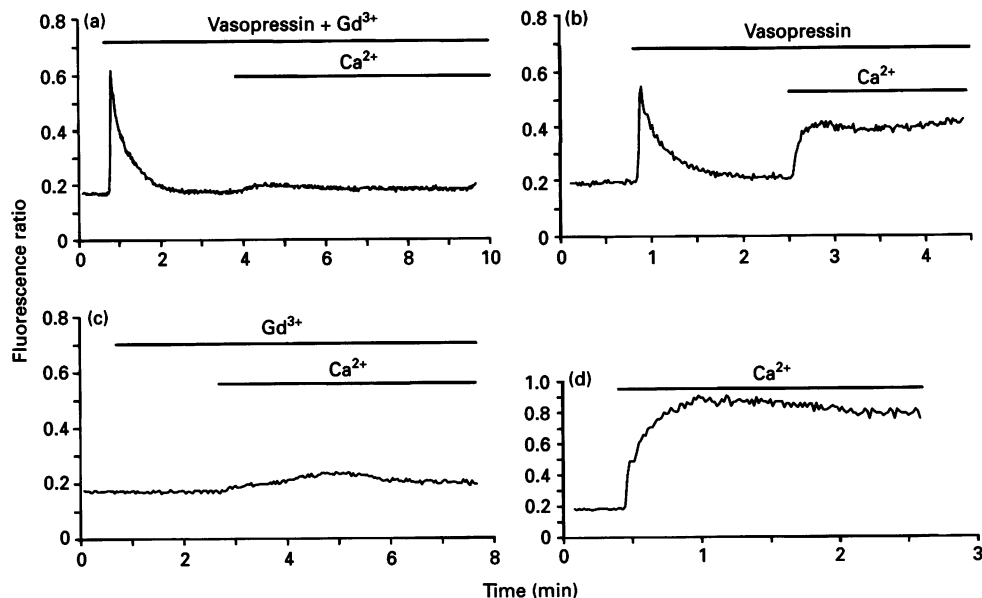 (a)
Vasopressin + Gd³⁺
Ca²⁺
0.8
0.6
0.4
0.2
0
0 2 4 6 8 10
(b)
Vasopressin
Ca²⁺
0.8
0.6
0.4
0.2
0
0 1 2 3 4
(c)
Gd³⁺
Ca²⁺
0.8
0.6
0.4
0.2
0
0 2 4 6 8
(d)
Ca²⁺
1.0
0.8
0.6
0.4
0.2
0
0 1 2 3
Fluorescence ratio
Time (min)